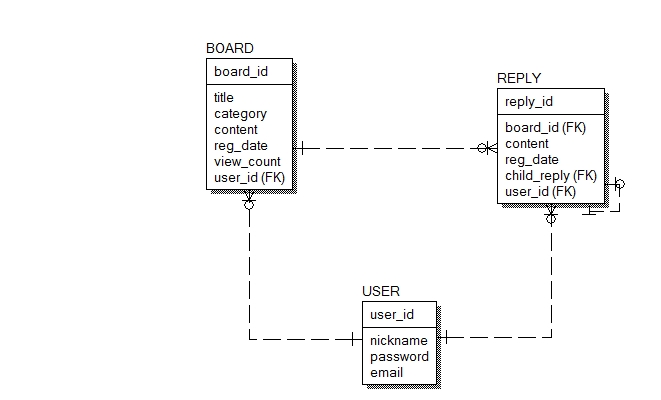 BOARD
board_id
title
category
content
reg_date
view_count
user_id (FK)
REPLY
reply_id
board_id (FK)
content
reg_date
child_reply (FK)
user_id (FK)
USER
user_id
nickname
password
email